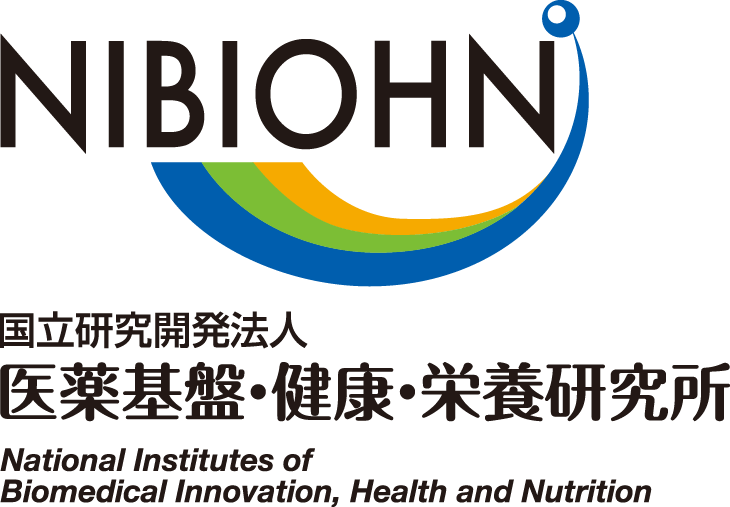 NIBIOHN
国立研究開発法人
医薬基盤・健康・栄養研究所
National Institutes of
Biomedical Innovation, Health and Nutrition